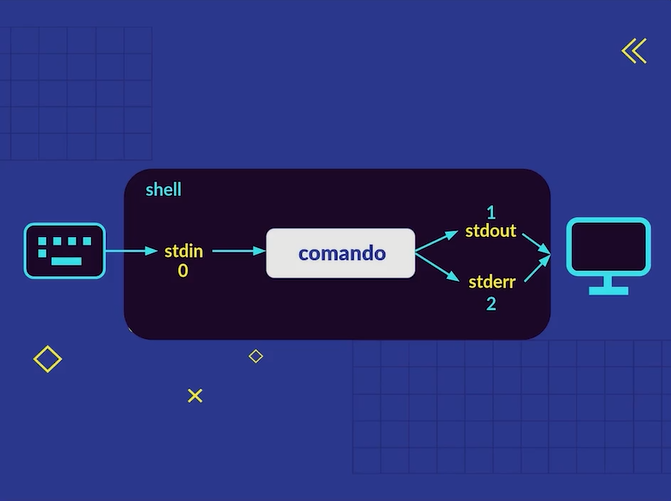 shell
stdin
0
comando
1
stdout
stderr
2